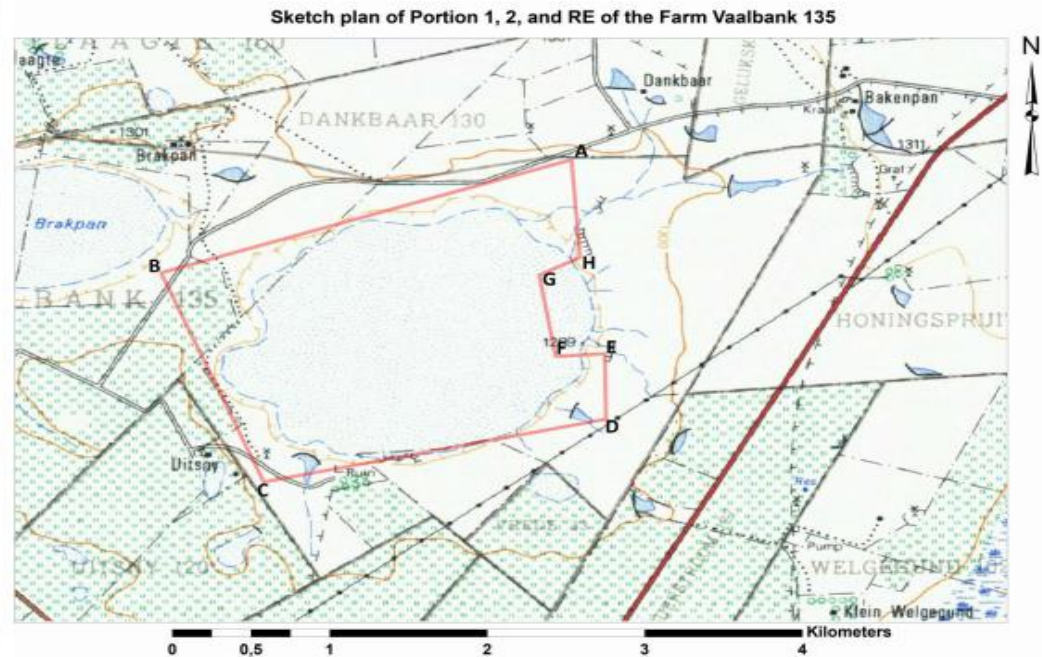 Sketch plan of Portion 1, 2, and RE of the Farm Vaalbank 135
N
aagte
Dankbaar
Bakenpan
Kraal
DANKBAAR 130
1301
Brakpan
1311
Graf
A
Brakpan
B
H
G
BANK 135
HONINGSPRUIT
F
E
D
Uitsny
C
Ruin
Res
UITSNY 120
Pump
WELGEGUND
Klein Welgegund
Kilometers
0 0,5 1 2 3 4